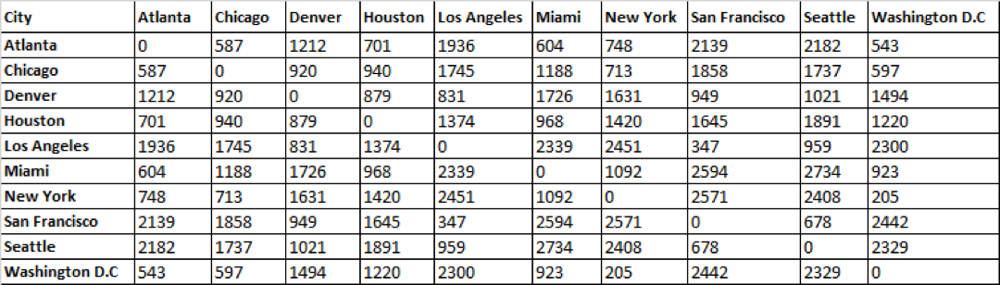 City Atlanta Chicago Denver Houston Los Angeles Miami New York San Francisco Seattle Washington D.C
Atlanta 0 587 1212 701 1936 604 748 2139 2182 543
Chicago 587 0 920 940 1745 1188 713 1858 1737 597
Denver 1212 920 0 879 831 1726 1631 949 1021 1494
Houston 701 940 879 0 1374 968 1420 1645 1891 1220
Los Angeles 1936 1745 831 1374 0 2339 2451 347 959 2300
Miami 604 1188 1726 968 2339 0 1092 2594 2734 923
New York 748 713 1631 1420 2451 1092 0 2571 2408 205
San Francisco 2139 1858 949 1645 347 2594 2571 0 678 2442
Seattle 2182 1737 1021 1891 959 2734 2408 678 0 2329
Washington D.C 543 597 1494 1220 2300 923 205 2442 2329 0